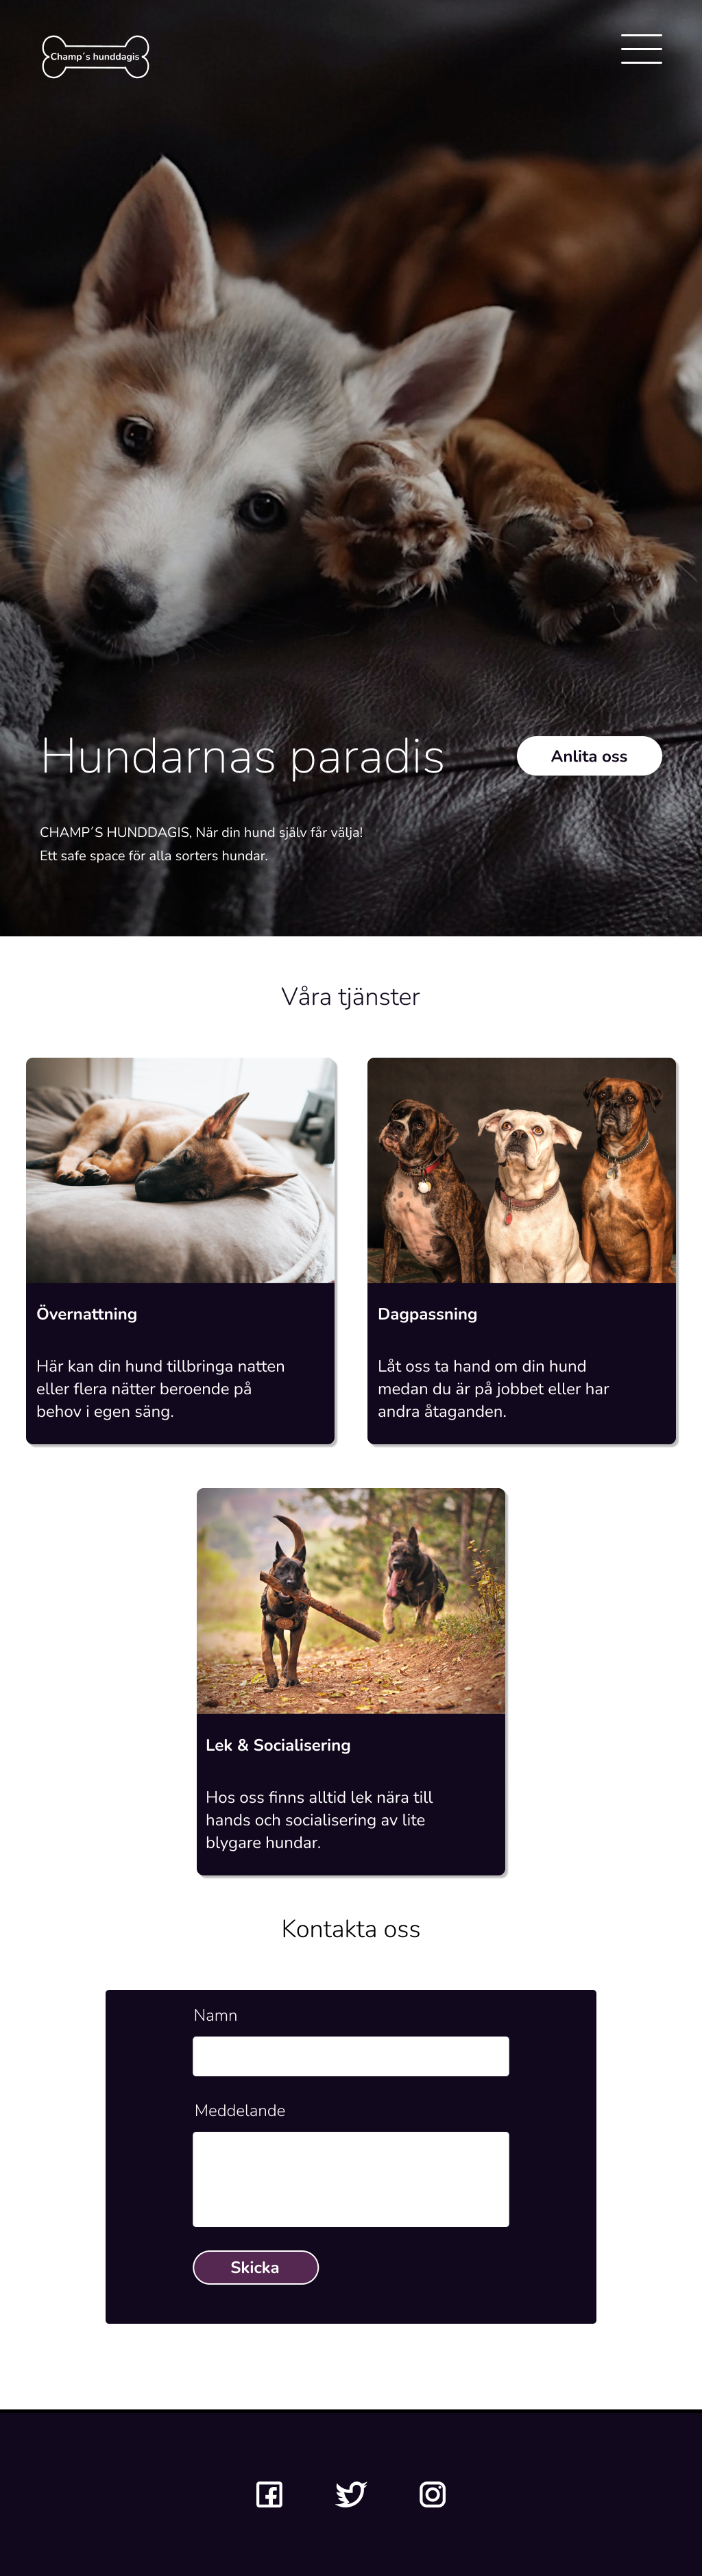 Champ´s hunddagis
Hundarnas paradis
Anlita oss
CHAMP´S HUNDDAGIS, När din hund själv får välja!
Ett safe space för alla sorters hundar.
Våra tjänster
Övernattning
Här kan din hund tillbringa natten
eller flera nätter beroende på
behov i egen säng.
Dagpassning
Låt oss ta hand om din hund
medan du är på jobbet eller har
andra åtaganden.
Lek & Socialisering
Hos oss finns alltid lek nära till
hands och socialisering av lite
blygare hundar.
Kontakta oss
Namn
Meddelande
Skicka